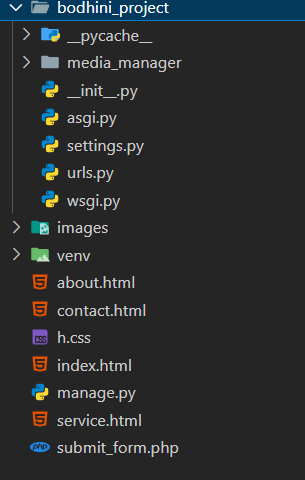 bodhini_project
__pycache__
media_manager
__init__.py
asgi.py
settings.py
urls.py
wsgi.py
images
venv
about.html
contact.html
h.css
index.html
manage.py
service.html
php submit_form.php